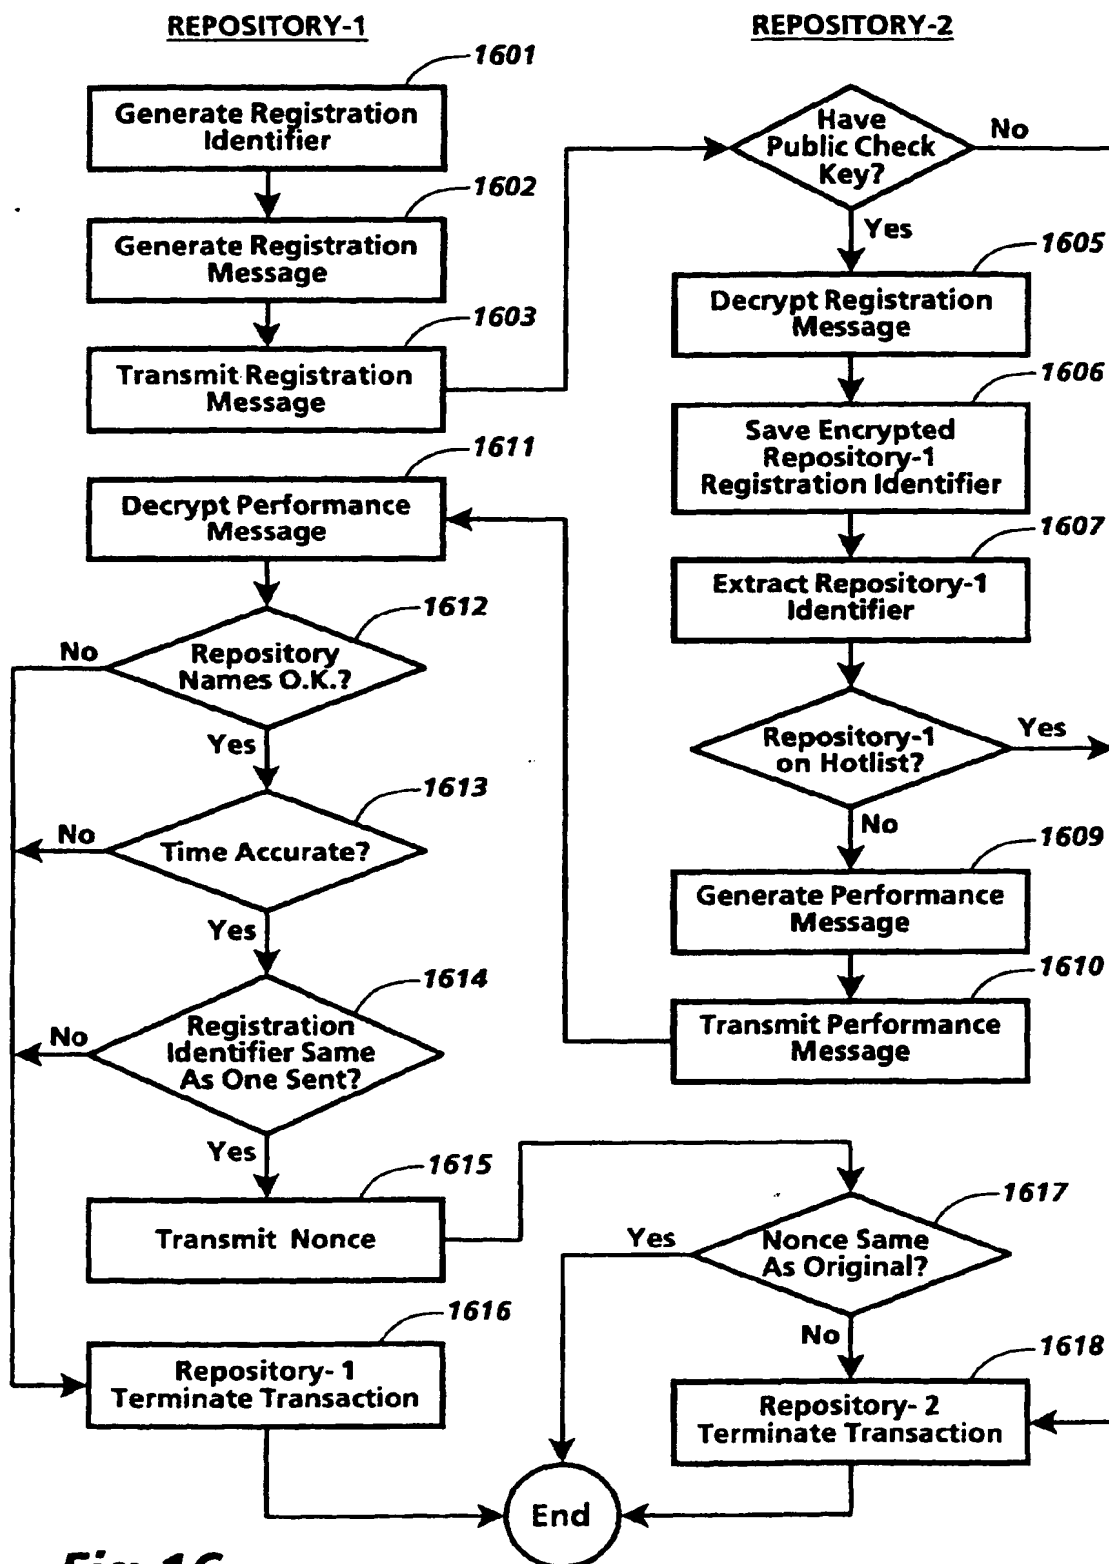 REPOSITORY-1
1601
Generate Registration
Identifier
1602
Generate Registration
Message
1603
Transmit Registration
Message
1611
Decrypt Performance
Message
1612
Repository
Names O.K.?
No
Yes
1613
Time Accurate?
No
Yes
1614
Registration
Identifier Same
As One Sent?
No
Yes
1615
Transmit Nonce
1616
Repository- 1
Terminate Transaction
REPOSITORY-2
Have
Public Check
Key?
No
Yes
1605
Decrypt Registration
Message
1606
Save Encrypted
Repository-1
Registration Identifier
1607
Extract Repository-1
Identifier
Repository-1
on Hotlist?
Yes
No
1609
Generate Performance
Message
1610
Transmit Performance
Message
1617
Nonce Same
As Original?
Yes
No
1618
Repository- 2
Terminate Transaction
End
Fig.16